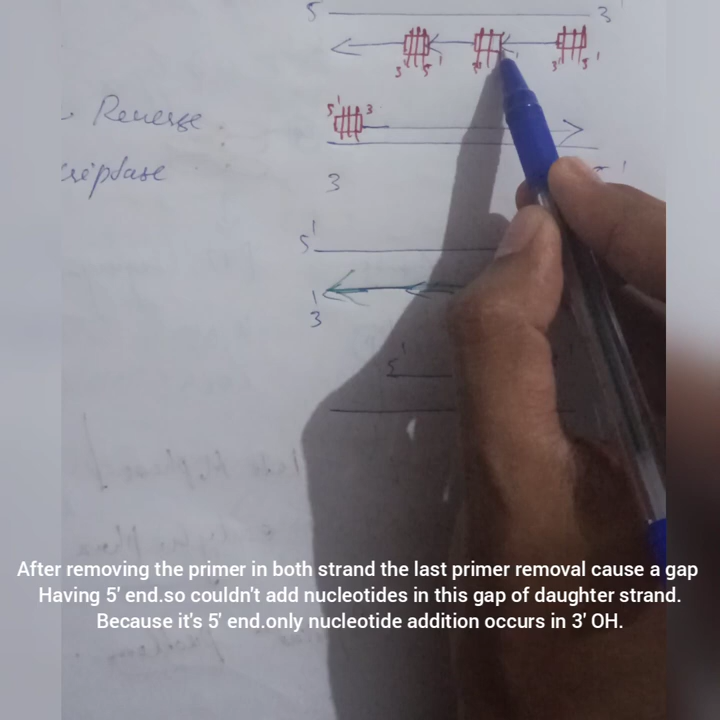 5 3'
3' 5' 3' 5'
Reverse 5' 3
3
5'
3'
5'
After removing the primer in both strand the last primer removal cause a gap
Having 5' end.so couldn't add nucleotides in this gap of daughter strand.
Because it's 5' end.only nucleotide addition occurs in 3' OH.